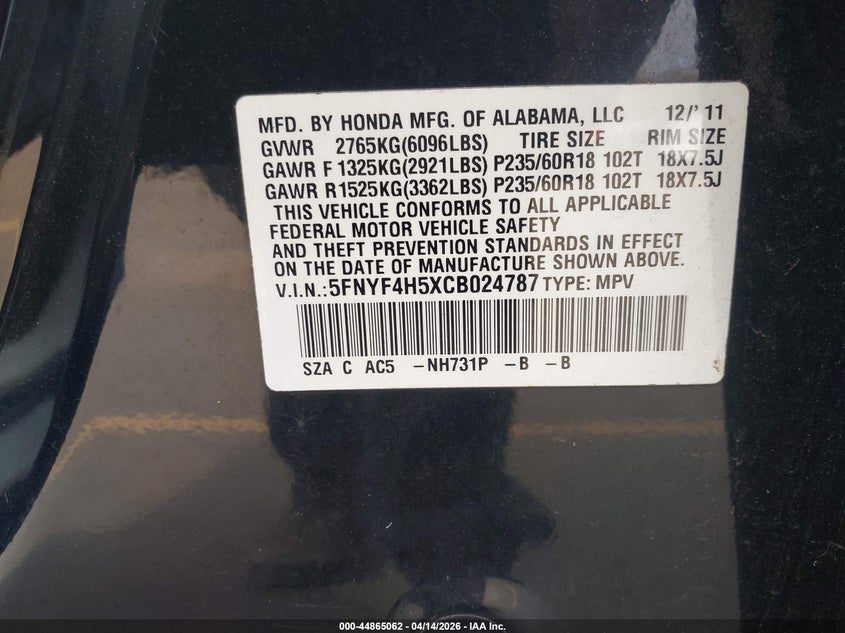 MFD. BY HONDA MFG. OF ALABAMA, LLC 12/'11
GVWR 2765KG(6096LBS) TIRE SIZE RIM SIZE
GAWR F 1325KG(2921LBS) P235/60R18 102T 18X7.5J
GAWR R1525KG(3362LBS) P235/60R18 102T 18X7.5J
THIS VEHICLE CONFORMS TO ALL APPLICABLE
FEDERAL MOTOR VEHICLE SAFETY
AND THEFT PREVENTION STANDARDS IN EFFECT
ON THE DATE OF MANUFACTURE SHOWN ABOVE.
V.I.N.:5FNYF4H5XCB024787 TYPE: MPV
SZA C AC5 -NH731P -B -B
000-44865062 - 04/14/2026 - IAA Inc.